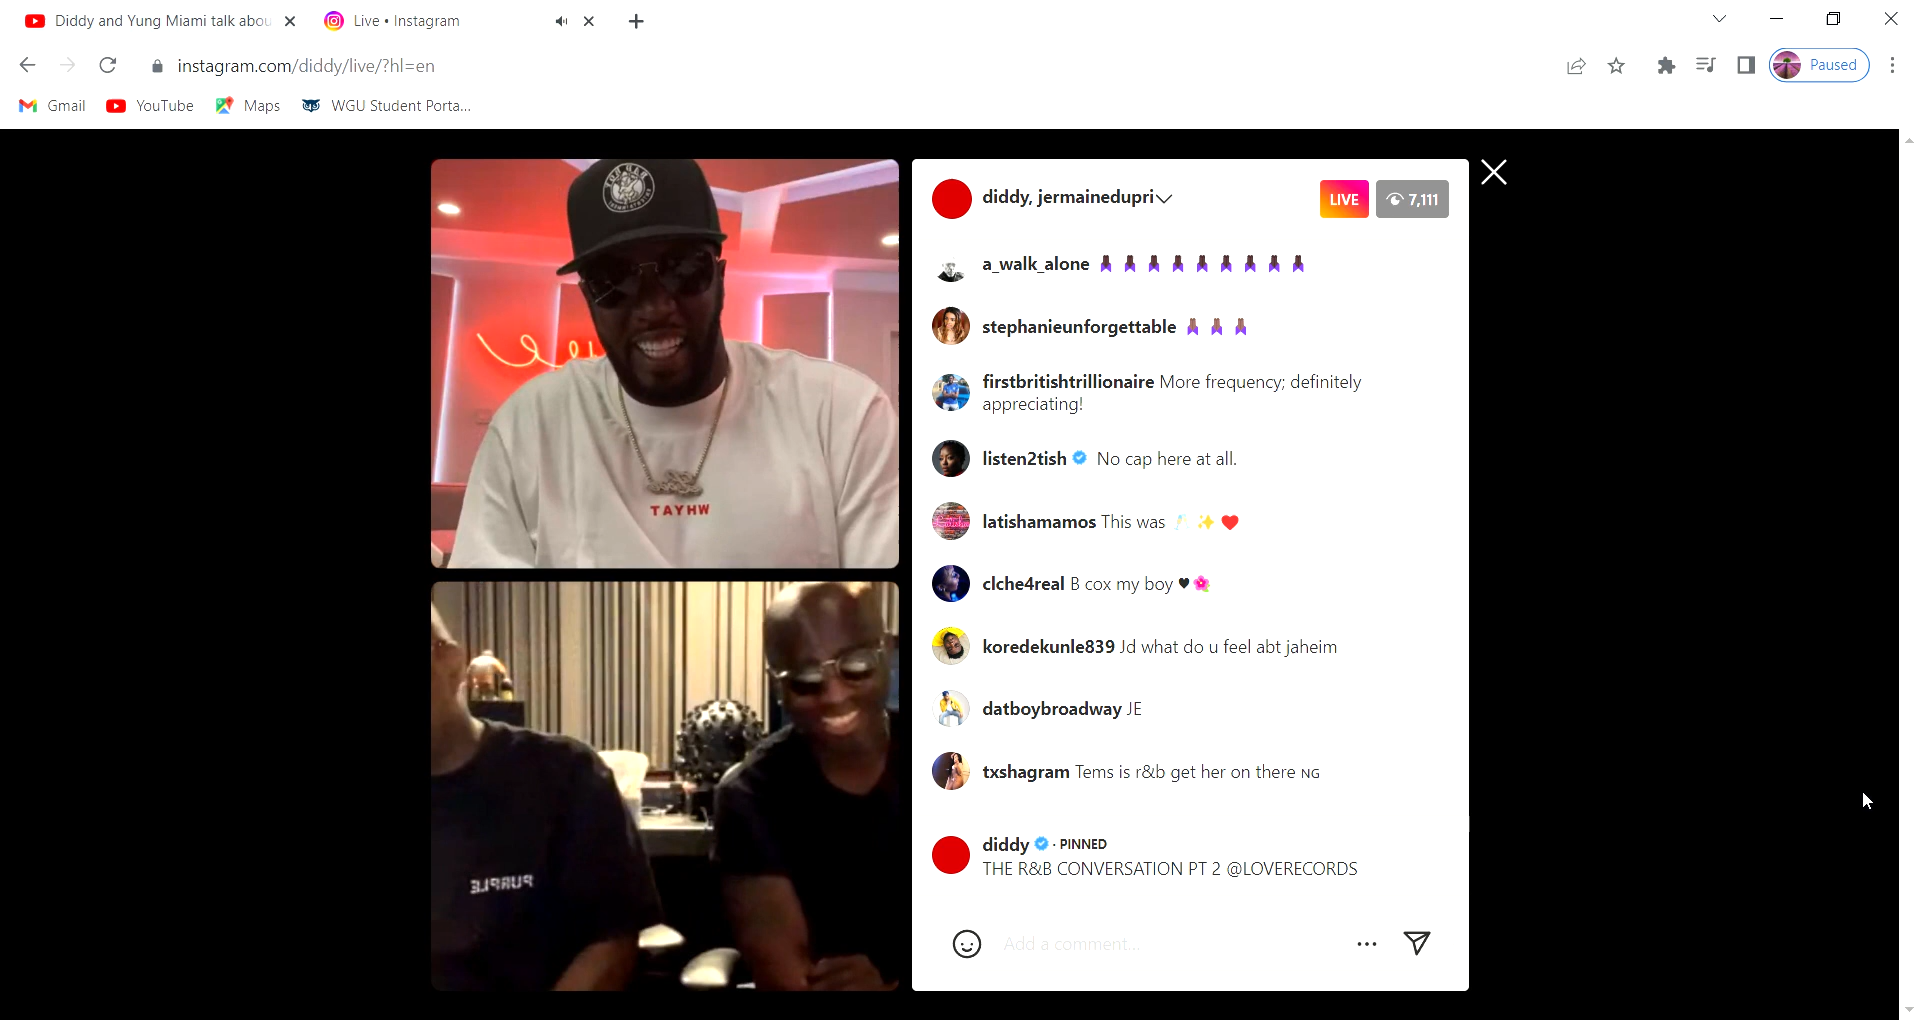 Diddy and Yung Miami talk abou
Live • Instagram
instagram.com/diddy/live/?hl=en
Paused
Gmail
YouTube
Maps
WGU Student Porta...
TAYHW
PURPLE
diddy, jermainedupri
LIVE
7,111
a_walk_alone
stephanieunforgettable
firstbritishtrillionaire More frequency; definitely
appreciating!
listen2tish No cap here at all.
latishamamos This was
clche4real B cox my boy
koredekunle839 Jd what do u feel abt jaheim
datboybroadway JE
txshagram Tems is r&b get her on there NG
diddy · PINNED
THE R&B CONVERSATION PT 2 @LOVERECORDS
Add a comment...